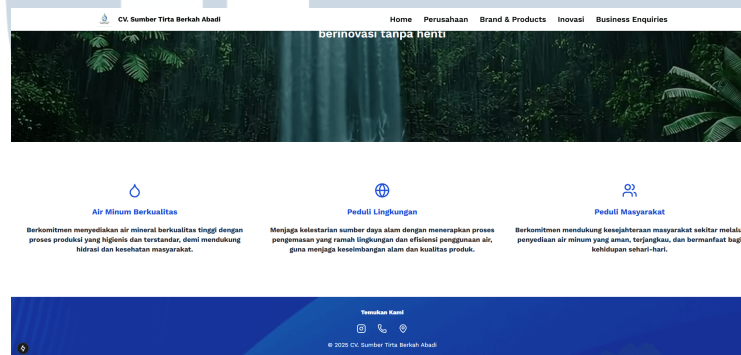 CV. Sumber Tirta Berkah Abadi
Home Perusahaan Brand & Products Inovasi Business Enquiries
berinovasi tanpa henti
Air Minum Berkualitas
Berkomitmen menyediakan air mineral berkualitas tinggi dengan
proses produksi yang higienis dan terstandar, demi mendukung
hidrasi dan kesehatan masyarakat.
Peduli Lingkungan
Menjaga kelestarian sumber daya alam dengan menerapkan proses
pengemasan yang ramah lingkungan dan efisiensi penggunaan air,
guna menjaga keseimbangan alam dan kualitas produk.
Peduli Masyarakat
Berkomitmen mendukung kesejahteraan masyarakat sekitar melalu
penyediaan air minum yang aman, terjangkau, dan bermanfaat bagi
kehidupan sehari-hari.
Temukan Kami
© 2025 CV. Sumber Tirta Berkah Abadi